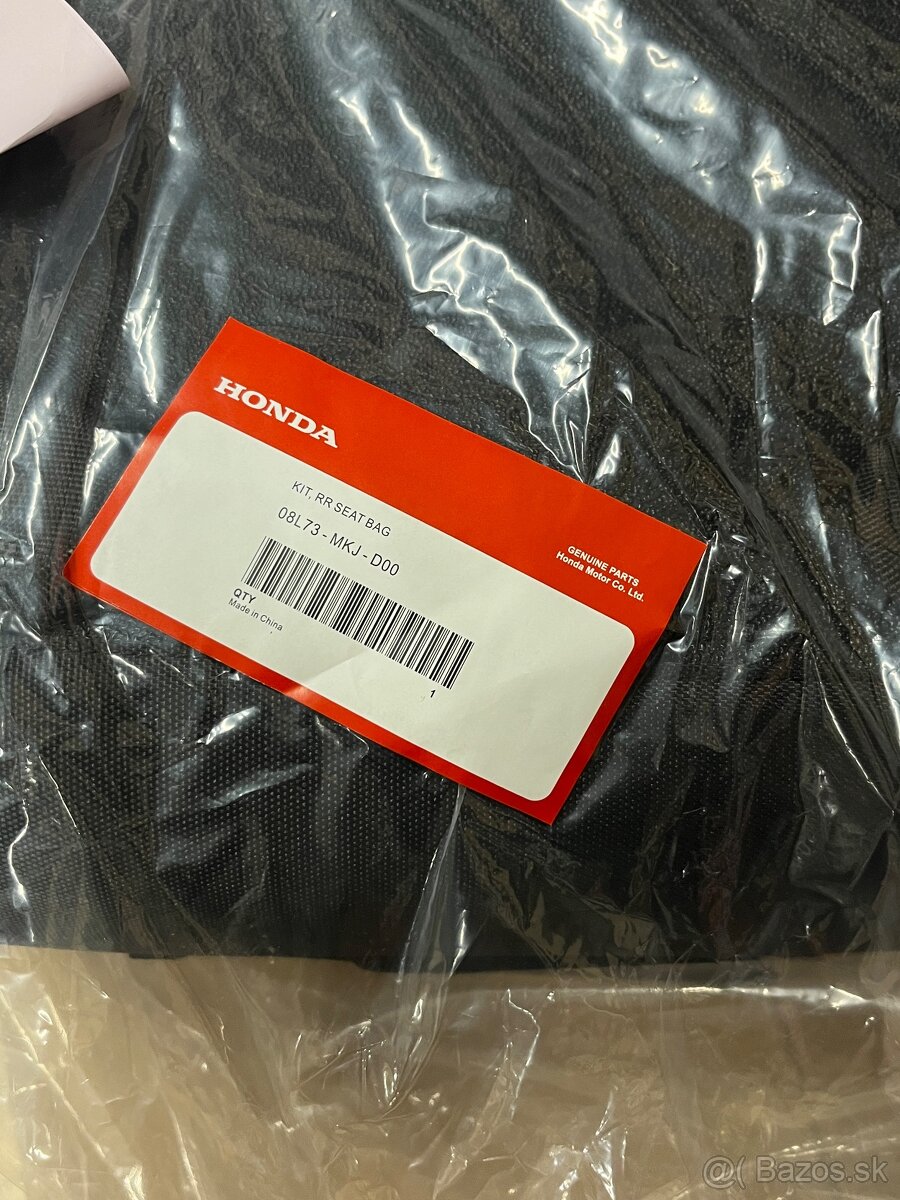 HONDA
KIT, RR SEAT BAG
08L73 - MKJ - D00
GENUINE PARTS
Honda Motor Co. Ltd.
QTY
Made in China
1
@( Bazos.sk